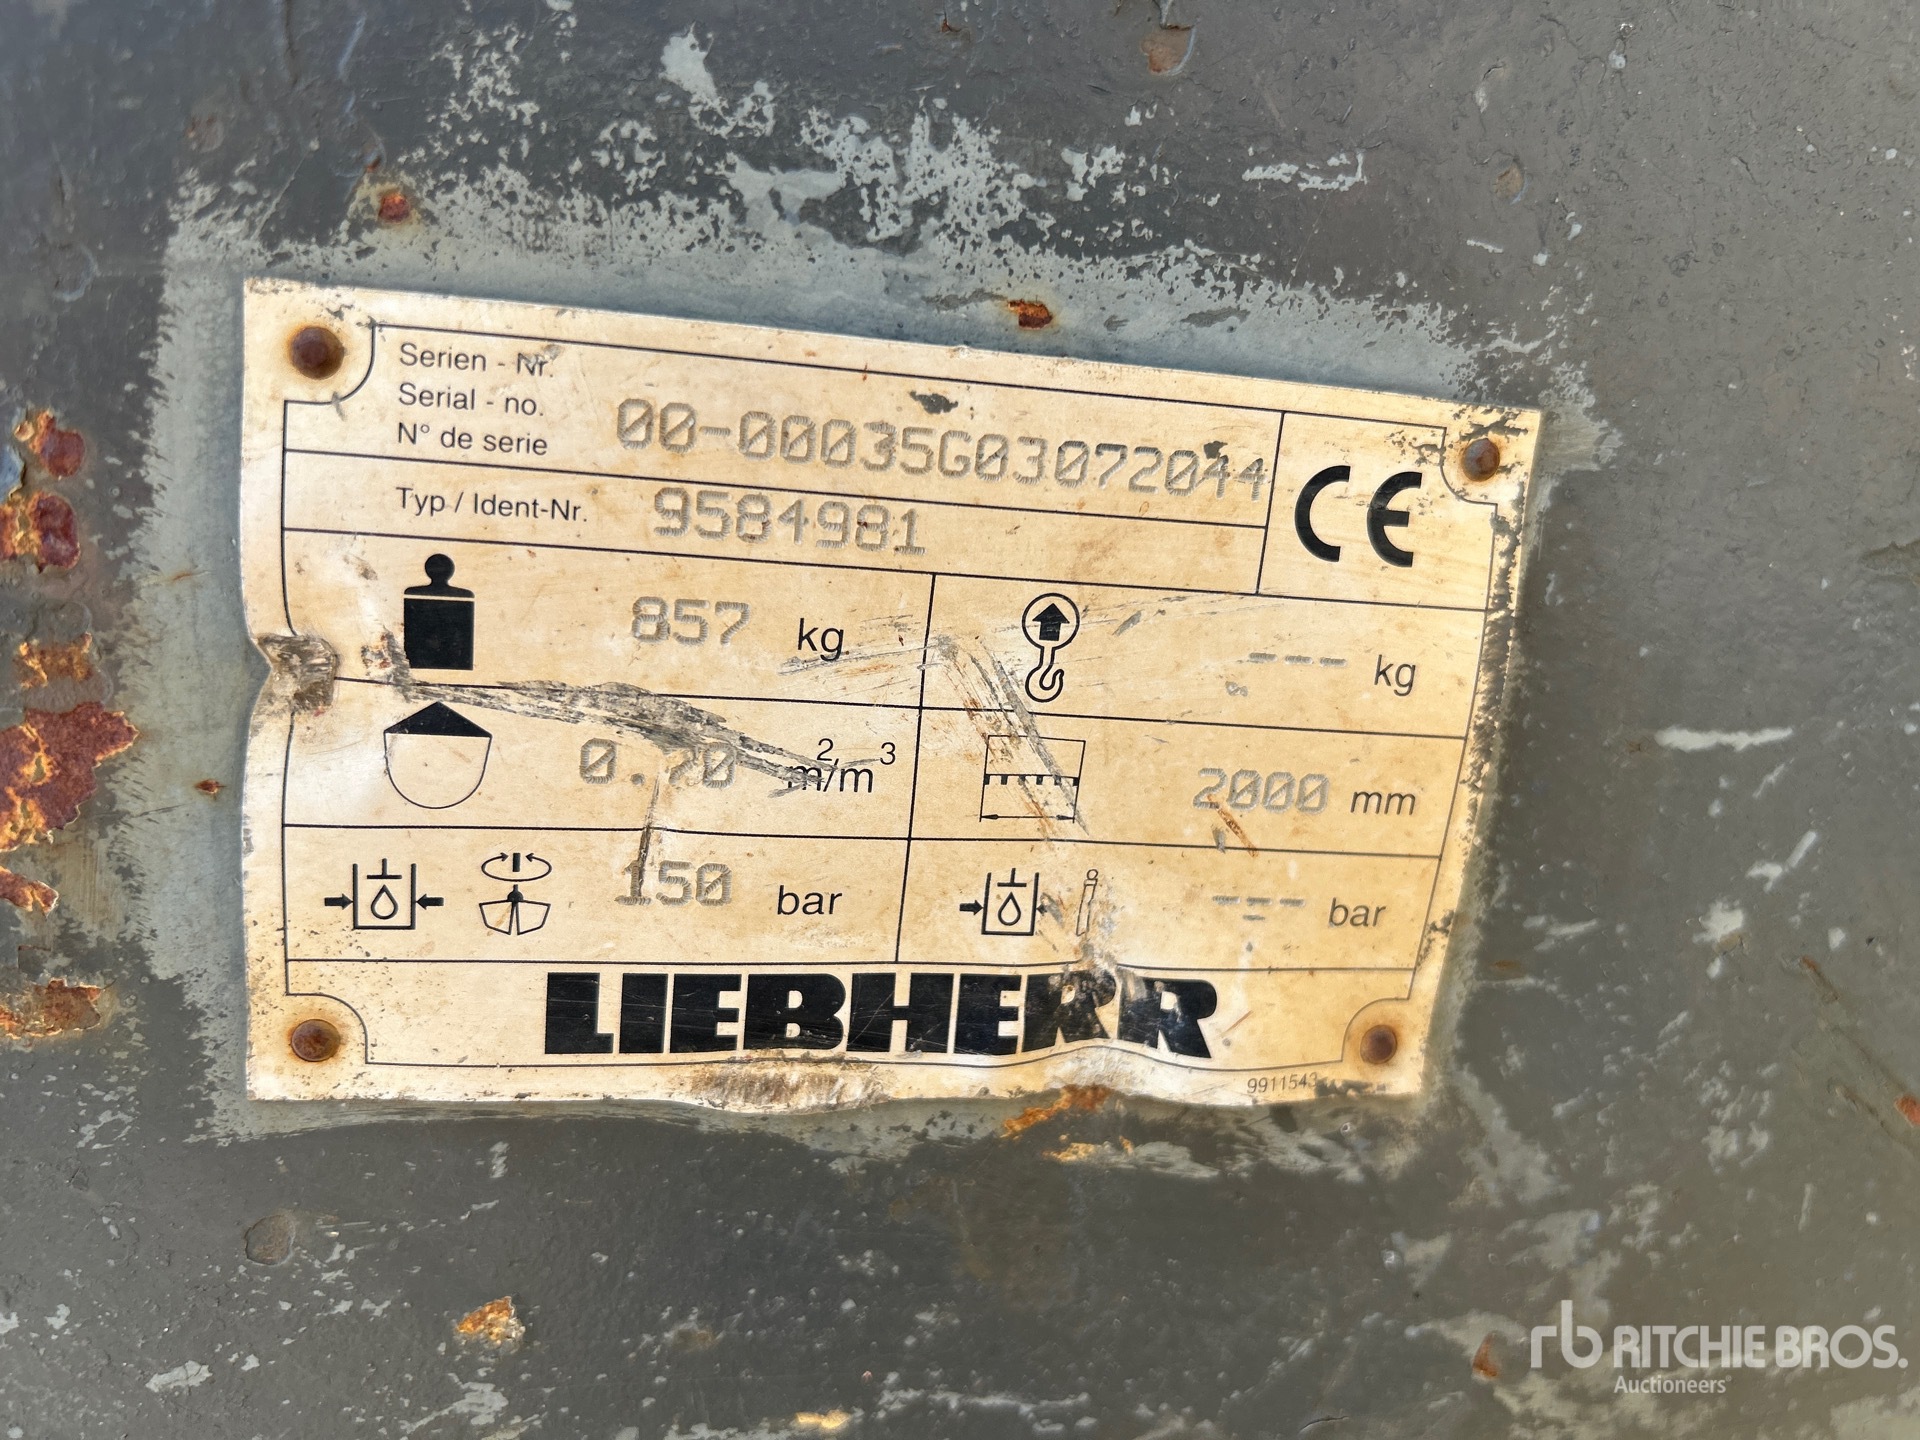 Serien - Nr.
Serial - no.
N° de serie
00-00035G03072044
CE
Typ / Ident-Nr.
9584981
857 kg
--- kg
0.70 m²/m³
2000 mm
150 bar
--- bar
LIEBHERR
9911543
rb RITCHIE BROS.
Auctioneers